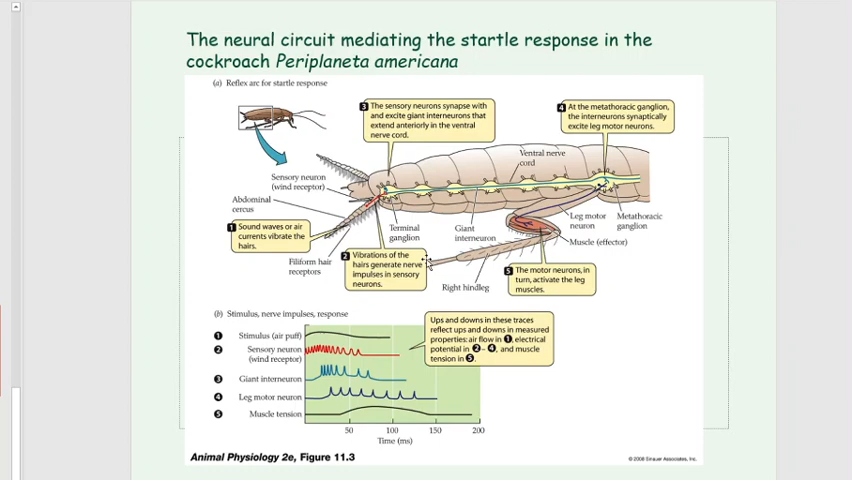 The neural circuit mediating the startle response in the
cockroach Periplaneta americana
(a) Reflex arc for startle response
3 The sensory neurons synapse with
and excite giant interneurons that
extend anteriorly in the ventral
nerve cord.
4 At the metathoracic ganglion,
the interneurons synaptically
excite leg motor neurons.
Ventral nerve
cord
Sensory neuron
(wind receptor)
Abdominal
cercus
1 Sound waves or air
currents vibrate the
hairs.
Filiform hair
receptors
Terminal
ganglion
Giant
interneuron
Leg motor
neuron
Metathoracic
ganglion
Muscle (effector)
2 Vibrations of the
hairs generate nerve
impulses in sensory
neurons.
Right hindleg
5 The motor neurons, in
turn, activate the leg
muscles.
(b) Stimulus, nerve impulses, response
1 Stimulus (air puff)
2 Sensory neuron
(wind receptor)
3 Giant interneuron
4 Leg motor neuron
5 Muscle tension
Ups and downs in these traces
reflect ups and downs in measured
properties: air flow in 1, electrical
potential in 2–4, and muscle
tension in 5.
50 100 150 200
Time (ms)
Animal Physiology 2e, Figure 11.3
© 2008 Sinauer Associates, Inc.